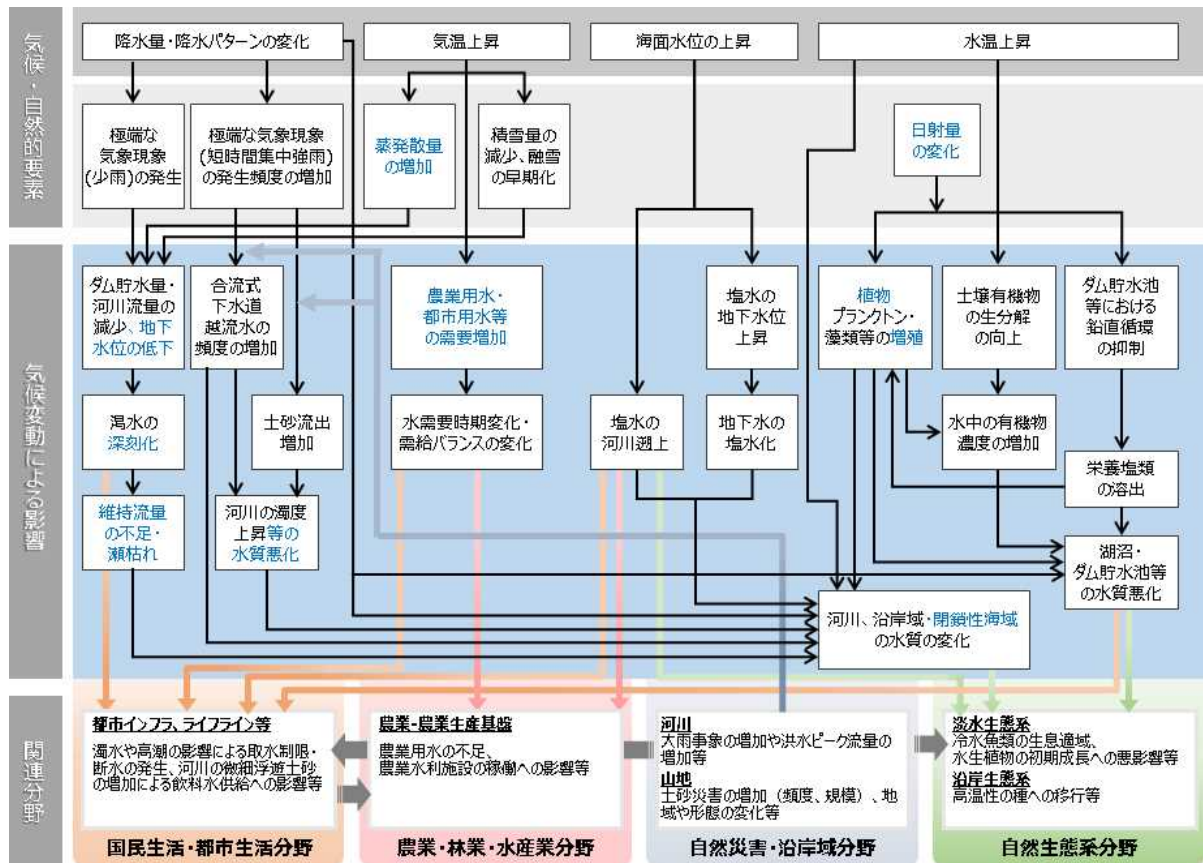 気候・自然的要素
降水量・降水パターンの変化
気温上昇
海面水位の上昇
水温上昇
極端な
気象現象
(少雨)の発生
極端な気象現象
(短時間集中強雨)
の発生頻度の増加
蒸発散量
の増加
積雪量の
減少、融雪
の早期化
日射量
の変化
気候変動による影響
ダム貯水量・
河川流量の
減少、地下
水位の低下
合流式
下水道
越流水の
頻度の増加
農業用水・
都市用水等
の需要増加
塩水の
地下水位
上昇
植物
プランクトン・
藻類等の増殖
土壌有機物
の生分解
の向上
ダム貯水池
等における
鉛直循環
の抑制
渇水の
深刻化
土砂流出
増加
水需要時期変化・
需給バランスの変化
塩水の
河川遡上
地下水の
塩水化
水中の有機物
濃度の増加
栄養塩類
の溶出
維持流量
の不足・
瀬枯れ
河川の濁度
上昇等の
水質悪化
湖沼・
ダム貯水池等
の水質悪化
河川、沿岸域・閉鎖性海域
の水質の変化
関連分野
都市インフラ、ライフライン等
濁水や高潮の影響による取水制限・
断水の発生、河川の微細浮遊土砂
の増加による飲料水供給への影響等
国民生活・都市生活分野
農業-農業生産基盤
農業用水の不足、
農業水利施設の稼働への影響等
農業・林業・水産業分野
河川
大雨事象の増加や洪水ピーク流量の
増加等
山地
土砂災害の増加（頻度、規模）、地
域や形態の変化等
自然災害・沿岸域分野
淡水生態系
冷水魚類の生息適域、
水生植物の初期成長への悪影響等
沿岸生態系
高温性の種への移行等
自然生態系分野